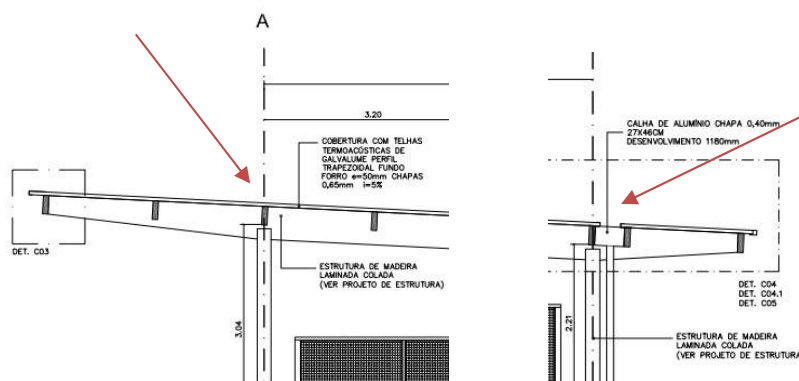 A
3.20
COBERTURA COM TELHAS
TERMOACÚSTICAS DE
GALVALUME PERFIL
TRAPEZOIDAL FUNDO
FORRO e=50mm CHAPAS
0,65mm i=5%
DET. C03
ESTRUTURA DE MADEIRA
LAMINADA COLADA
(VER PROJETO DE ESTRUTURA)
3.04
CALHA DE ALUMÍNIO CHAPA 0,40mm
27X46CM
DESENVOLVIMENTO 1180mm
DET. C04
DET. C04.1
DET. C05
2.21
ESTRUTURA DE MADEIRA
LAMINADA COLADA
(VER PROJETO DE ESTRUTURA